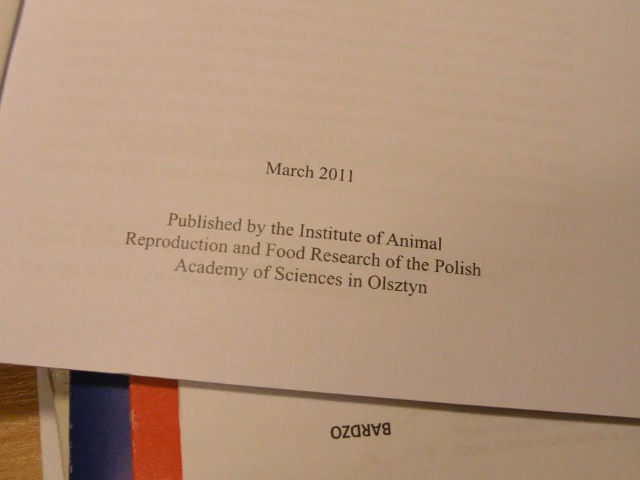 March 2011
Published by the Institute of Animal
Reproduction and Food Research of the Polish
Academy of Sciences in Olsztyn
BARDZO